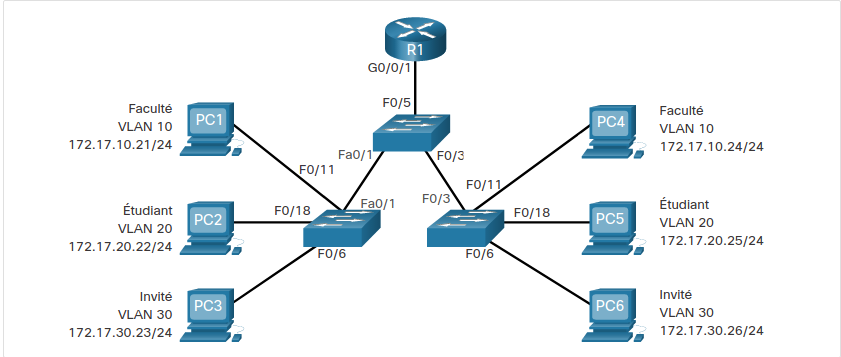 R1
G0/0/1
F0/5
Fa0/1
F0/3
Faculté
VLAN 10
172.17.10.21/24
PC1
F0/11
Étudiant
VLAN 20
172.17.20.22/24
PC2
F0/18
Fa0/1
Invité
VLAN 30
172.17.30.23/24
PC3
F0/6
PC4
Faculté
VLAN 10
172.17.10.24/24
F0/11
F0/3
F0/18
PC5
Étudiant
VLAN 20
172.17.20.25/24
F0/6
PC6
Invité
VLAN 30
172.17.30.26/24